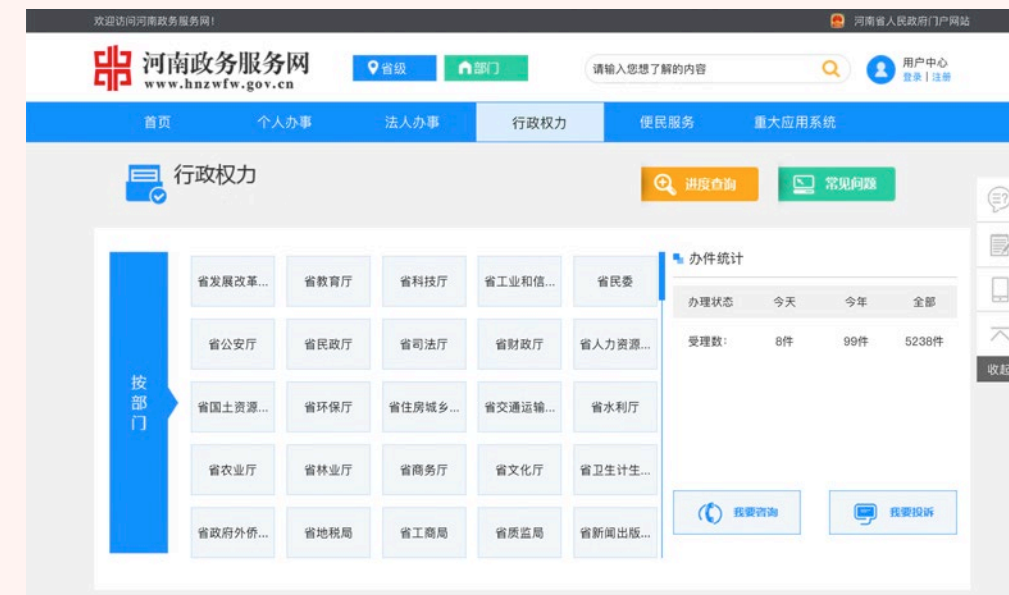 欢迎访问河南政务服务网!
河南省人民政府门户网站
河南政务服务网
www.hnzwfw.gov.cn
省级
部门
请输入您想了解的内容
用户中心
登录 | 注册
首页 个人办事 法人办事 行政权力 便民服务 重大应用系统
行政权力
进度查询
常见问题
按部门
省发展改革... 省教育厅 省科技厅 省工业和信... 省民委
省公安厅 省民政厅 省司法厅 省财政厅 省人力资源...
省国土资源... 省环保厅 省住房城乡... 省交通运输... 省水利厅
省农业厅 省林业厅 省商务厅 省文化厅 省卫生计生...
省政府外侨... 省地税局 省工商局 省质监局 省新闻出版...
办件统计
办理状态 今天 今年 全部
受理数: 8件 99件 5238件
我要咨询
我要投诉
收起